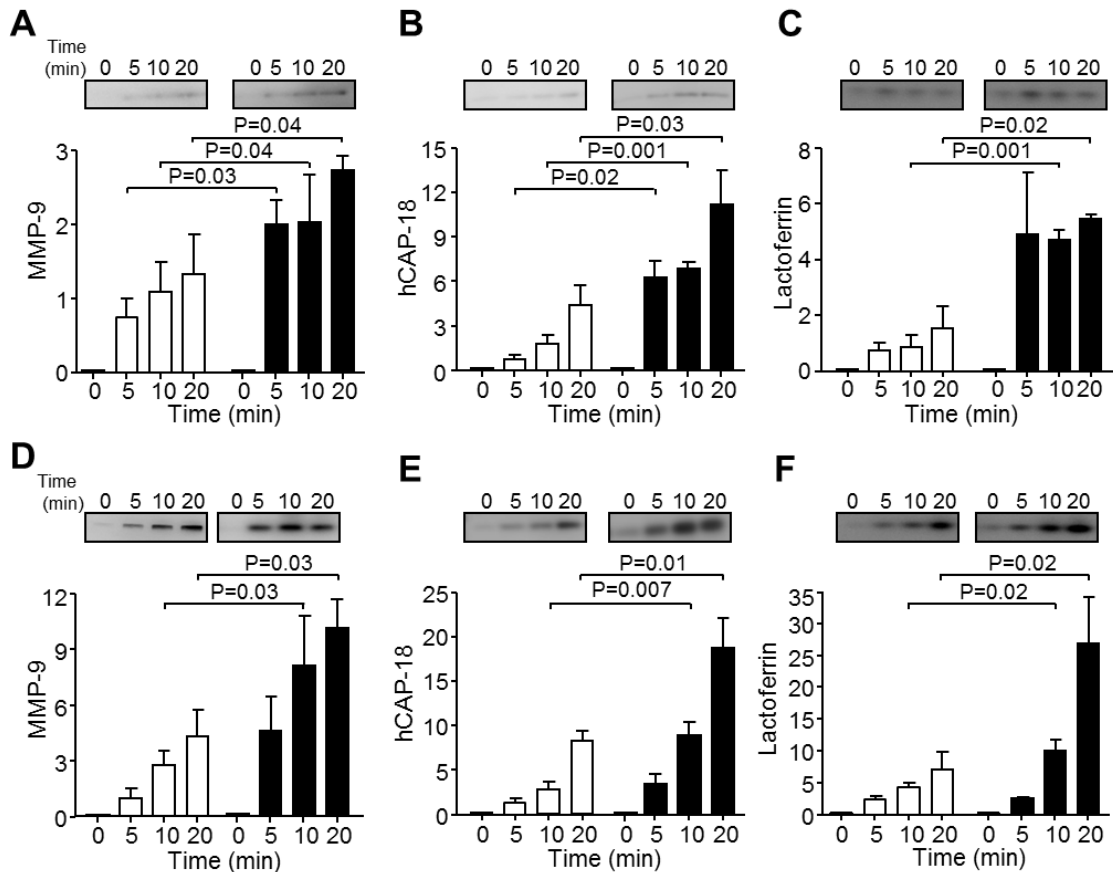 A
Time
(min)
0 5 10 20 0 5 10 20
P=0.04
P=0.04
P=0.03
3
2
1
0
MMP-9
0 5 10 20 0 5 10 20
Time (min)
B
0 5 10 20 0 5 10 20
P=0.03
P=0.001
P=0.02
15
12
9
6
3
0
hCAP-18
0 5 10 20 0 5 10 20
Time (min)
C
0 5 10 20 0 5 10 20
P=0.02
P=0.001
8
6
4
2
0
Lactoferrin
0 5 10 20 0 5 10 20
Time (min)
D
Time
(min)
0 5 10 20 0 5 10 20
P=0.03
P=0.03
12
9
6
3
0
MMP-9
0 5 10 20 0 5 10 20
Time (min)
E
0 5 10 20 0 5 10 20
P=0.01
P=0.007
25
20
15
10
5
0
hCAP-18
0 5 10 20 0 5 10 20
Time (min)
F
0 5 10 20 0 5 10 20
P=0.02
P=0.02
35
30
25
20
15
10
5
0
Lactoferrin
0 5 10 20 0 5 10 20
Time (min)